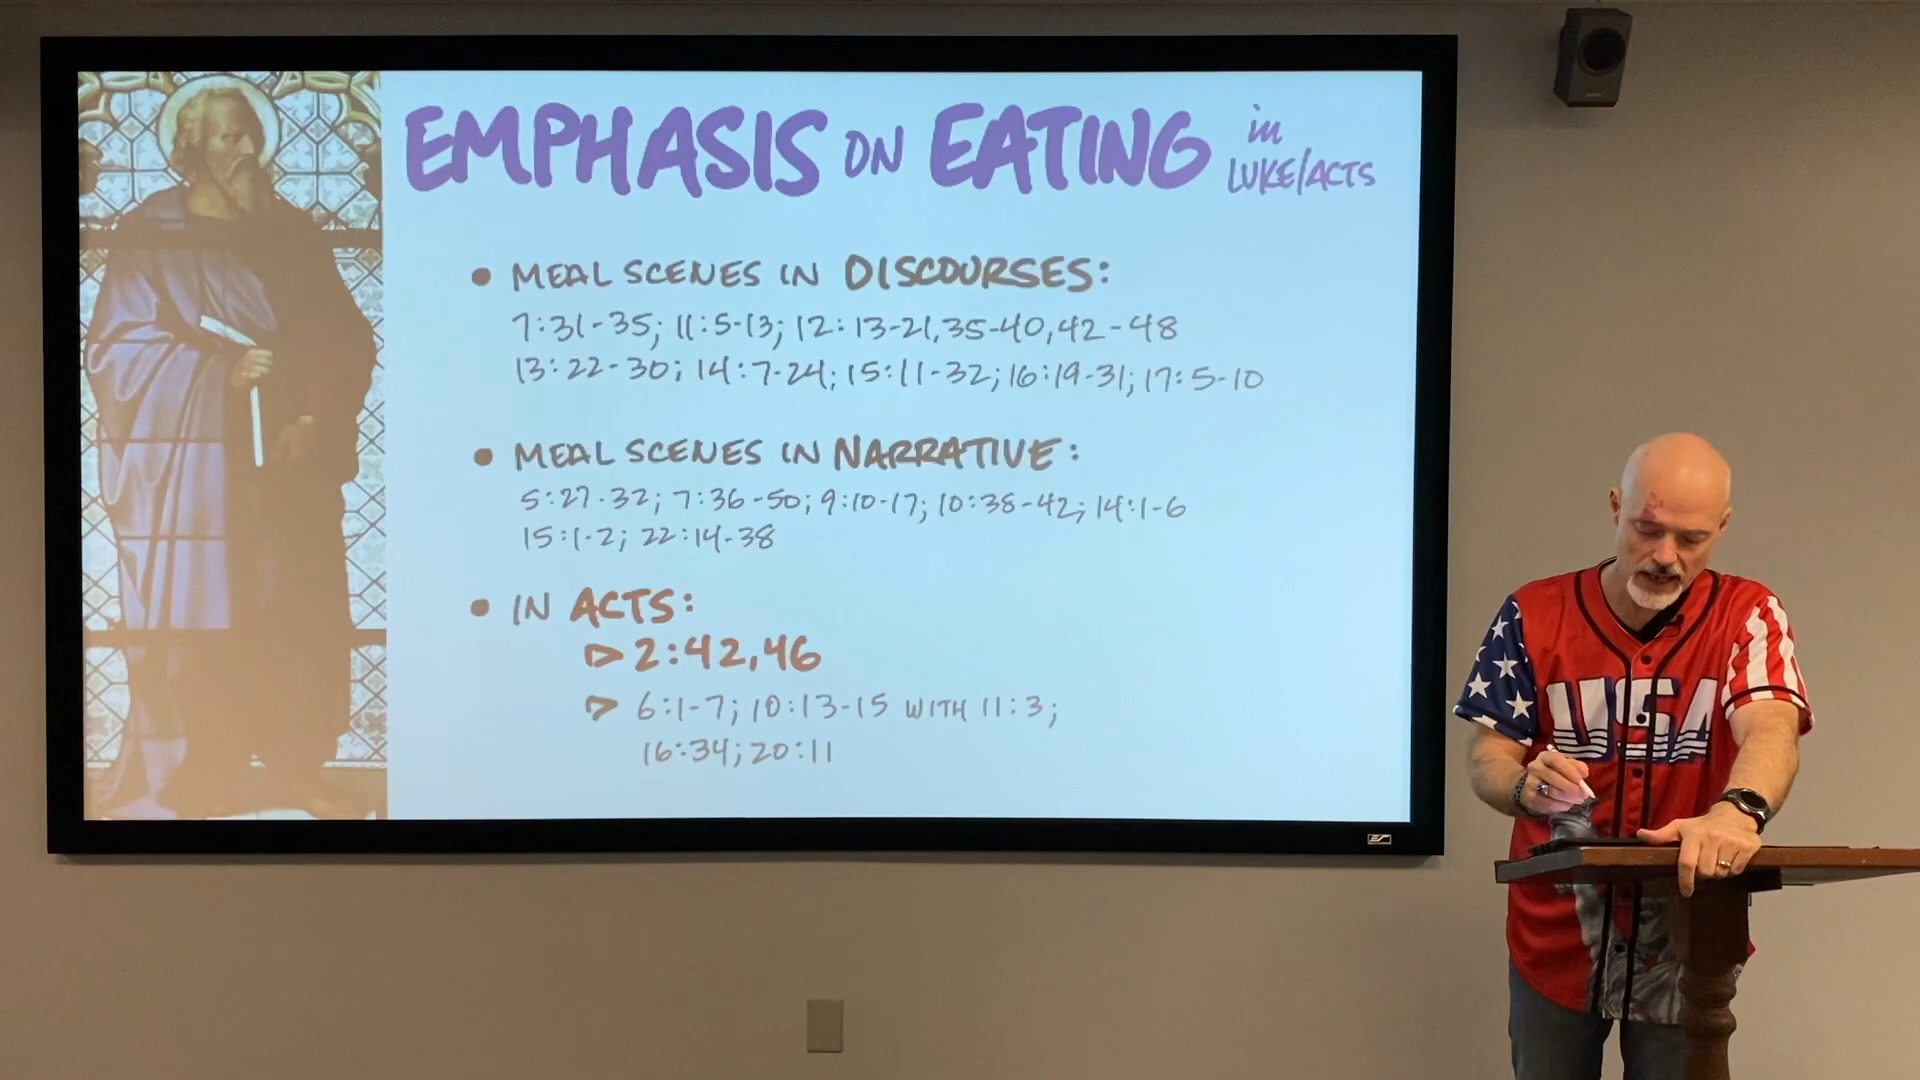 EMPHASIS ON EATING in LUKE/ACTS
• MEAL SCENES IN DISCOURSES:
7:31-35; 11:5-13; 12:13-21,35-40,42-48
13:22-30; 14:7-24; 15:11-32; 16:19-31; 17:5-10
• MEAL SCENES IN NARRATIVE:
5:27-32; 7:36-50; 9:10-17; 10:38-42; 14:1-6
15:1-2; 22:14-38
• IN ACTS:
2:42,46
6:1-7; 10:13-15 WITH 11:3;
16:34; 20:11
USA